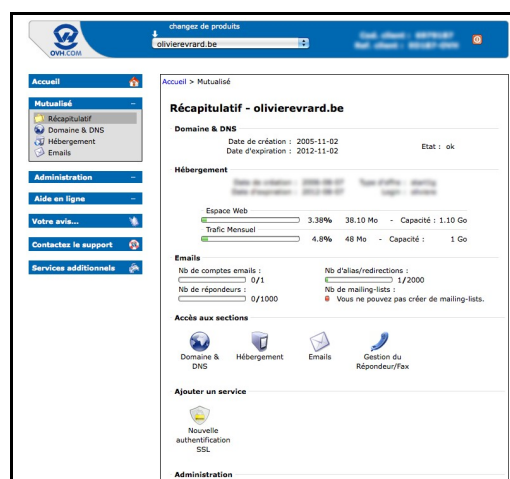 changez de produits
olivierevrard.be
OVH.COM
Accueil
Accueil > Mutualisé
Mutualisé
Récapitulatif
Domaine & DNS
Hébergement
Emails
Administration
Aide en ligne
Votre avis...
Contactez le support
Services additionnels
Récapitulatif - olivierevrard.be
Domaine & DNS
Date de création : 2005-11-02
Date d'expiration : 2012-11-02
Etat : ok
Hébergement
Espace Web
3.38% 38.10 Mo - Capacité : 1.10 Go
Trafic Mensuel
4.8% 48 Mo - Capacité : 1 Go
Emails
Nb de comptes emails :
0/1
Nb d'alias/redirections :
1/2000
Nb de répondeurs :
0/1000
Nb de mailing-lists :
Vous ne pouvez pas créer de mailing-lists.
Accès aux sections
Domaine &
DNS
Hébergement
Emails
Gestion du
Répondeur/Fax
Ajouter un service
Nouvelle
authentification
SSL
Administration